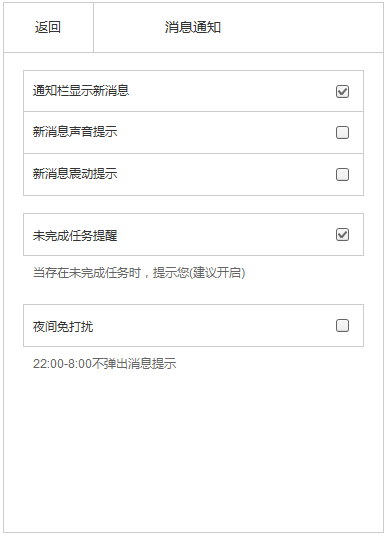 返回 消息通知
通知栏显示新消息
新消息声音提示
新消息震动提示
未完成任务提醒
当存在未完成任务时，提示您(建议开启)
夜间免打扰
22:00-8:00不弹出消息提示